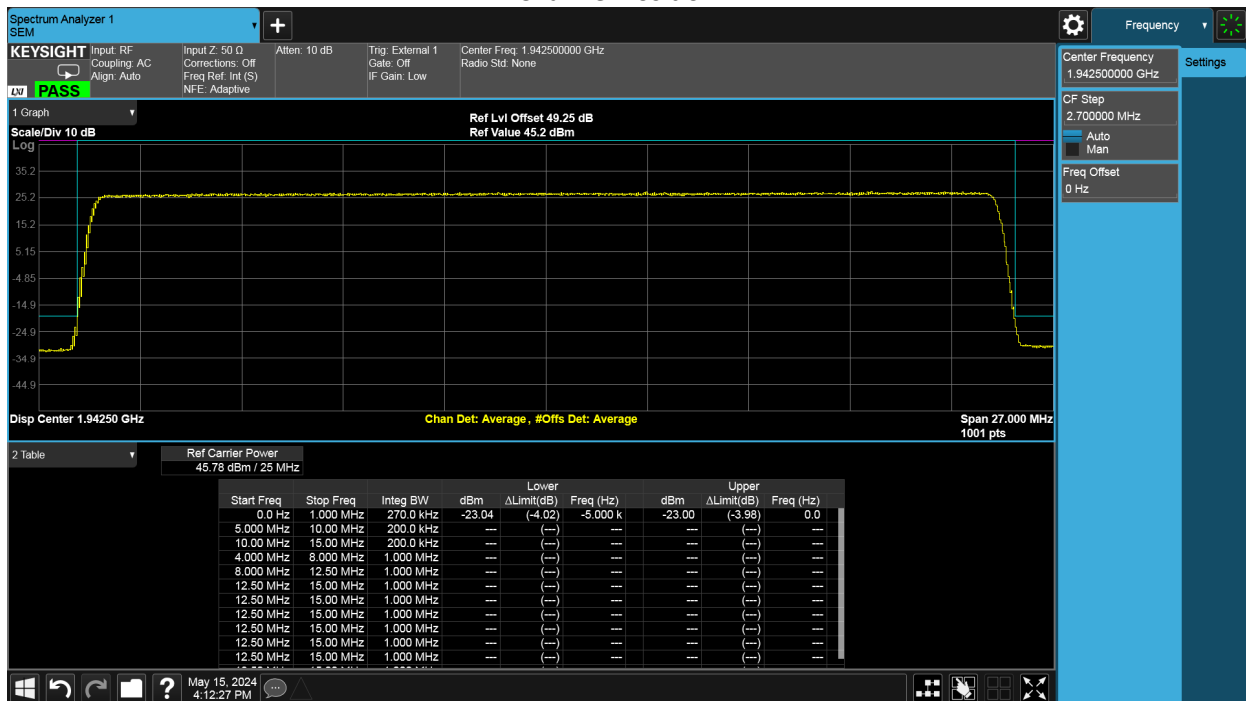 Spectrum Analyzer 1
SEM
Frequency
KEYSIGHT
Input: RF
Coupling: AC
Align: Auto
Input Z: 50 Ω
Corrections: Off
Freq Ref: Int (S)
NFE: Adaptive
Atten: 10 dB
Trig: External 1
Gate: Off
IF Gain: Low
Center Freq: 1.942500000 GHz
Radio Std: None
LXI
PASS
Center Frequency
1.942500000 GHz
Settings
CF Step
2.700000 MHz
Auto
Man
Freq Offset
0 Hz
1 Graph
Scale/Div 10 dB
Ref Lvl Offset 49.25 dB
Ref Value 45.2 dBm
Log
35.2
25.2
15.2
5.15
-4.85
-14.9
-24.9
-34.9
-44.9
Disp Center 1.94250 GHz
Chan Det: Average, #Offs Det: Average
Span 27.000 MHz
1001 pts
2 Table
Ref Carrier Power
45.78 dBm / 25 MHz
Lower Upper
Start Freq Stop Freq Integ BW dBm ΔLimit(dB) Freq (Hz) dBm ΔLimit(dB) Freq (Hz)
0.0 Hz 1.000 MHz 270.0 kHz -23.04 (-4.02) -5.000 k -23.00 (-3.98) 0.0
5.000 MHz 10.00 MHz 200.0 kHz --- (---) --- --- (---) ---
10.00 MHz 15.00 MHz 200.0 kHz --- (---) --- --- (---) ---
4.000 MHz 8.000 MHz 1.000 MHz --- (---) --- --- (---) ---
8.000 MHz 12.50 MHz 1.000 MHz --- (---) --- --- (---) ---
12.50 MHz 15.00 MHz 1.000 MHz --- (---) --- --- (---) ---
12.50 MHz 15.00 MHz 1.000 MHz --- (---) --- --- (---) ---
12.50 MHz 15.00 MHz 1.000 MHz --- (---) --- --- (---) ---
12.50 MHz 15.00 MHz 1.000 MHz --- (---) --- --- (---) ---
12.50 MHz 15.00 MHz 1.000 MHz --- (---) --- --- (---) ---
12.50 MHz 15.00 MHz 1.000 MHz --- (---) --- --- (---) ---
?
May 15, 2024
4:12:27 PM